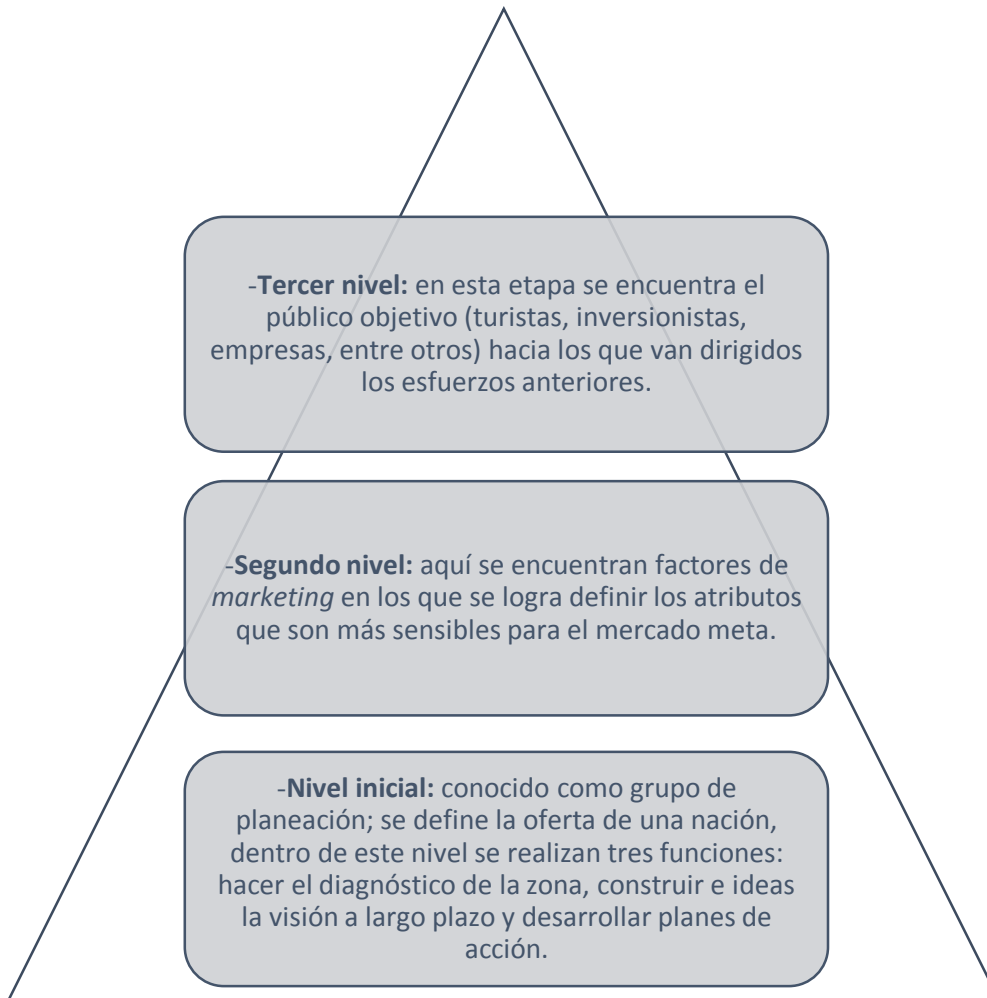 -Tercer nivel: en esta etapa se encuentra el
público objetivo (turistas, inversionistas,
empresas, entre otros) hacia los que van dirigidos
los esfuerzos anteriores.
-Segundo nivel: aquí se encuentran factores de
marketing en los que se logra definir los atributos
que son más sensibles para el mercado meta.
-Nivel inicial: conocido como grupo de
planeación; se define la oferta de una nación,
dentro de este nivel se realizan tres funciones:
hacer el diagnóstico de la zona, construir e ideas
la visión a largo plazo y desarrollar planes de
acción.